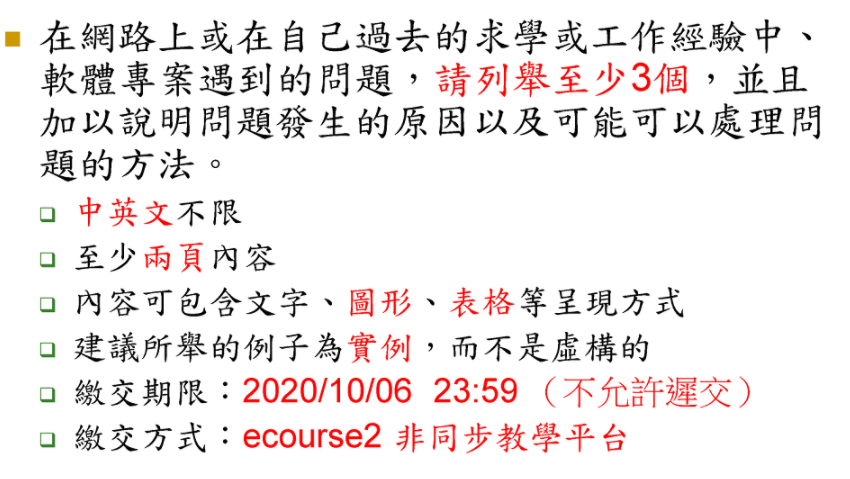 在網路上或在自己過去的求學或工作經驗中、
軟體專案遇到的問題，請列舉至少3個，並且
加以說明問題發生的原因以及可能可以處理問
題的方法。
中英文不限
至少兩頁內容
內容可包含文字、圖形、表格等呈現方式
建議所舉的例子為實例，而不是虛構的
繳交期限：2020/10/06 23:59 （不允許遲交）
繳交方式：ecourse2 非同步教學平台